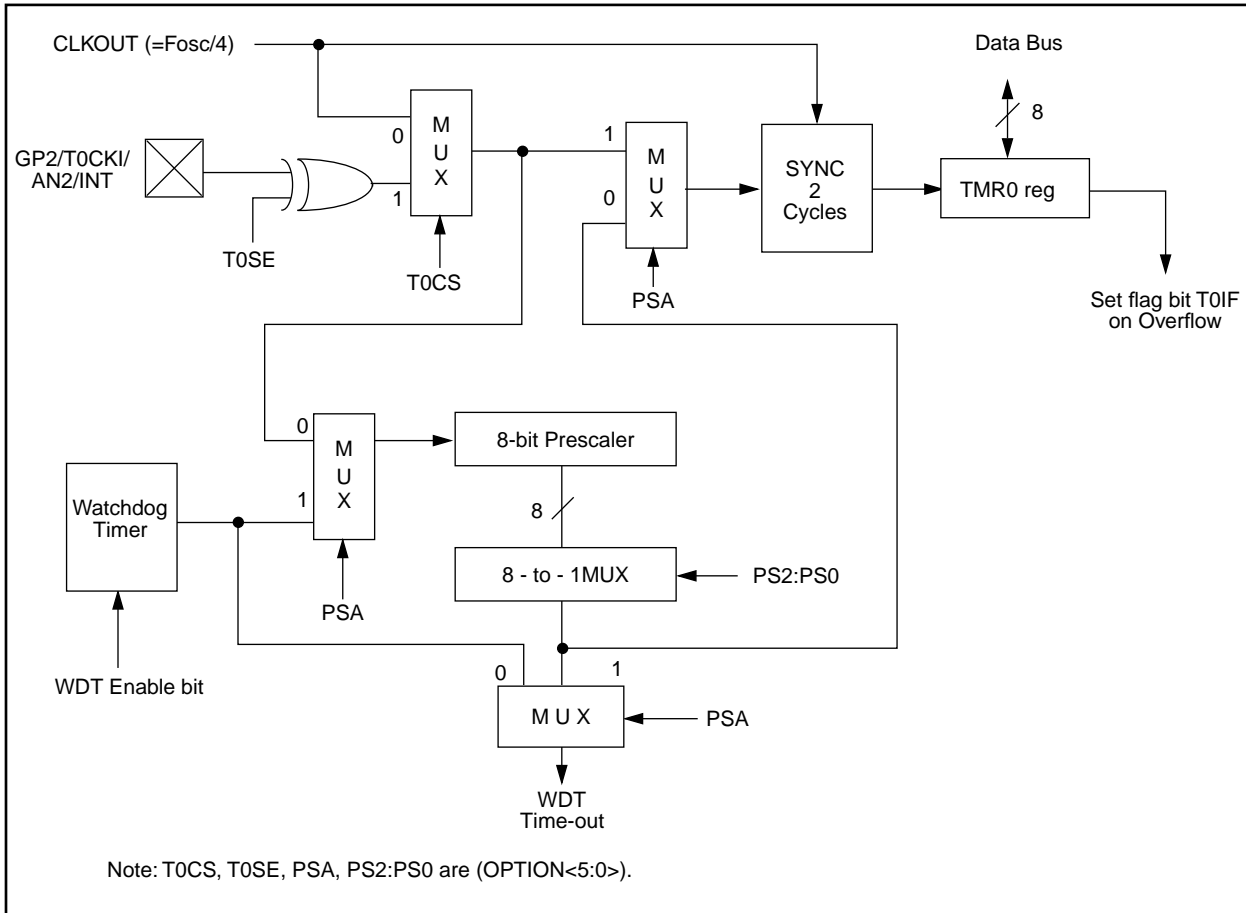 CLKOUT (=Fosc/4)
Data Bus
8
M
U
X
0
1
GP2/T0CKI/
AN2/INT
T0SE
T0CS
1
0
M
U
X
PSA
SYNC
2
Cycles
TMR0 reg
Set flag bit T0IF
on Overflow
0
1
M
U
X
8-bit Prescaler
Watchdog
Timer
8
PSA
8 - to - 1MUX
PS2:PS0
WDT Enable bit
0
1
M U X
PSA
WDT
Time-out
Note: T0CS, T0SE, PSA, PS2:PS0 are (OPTION<5:0>).